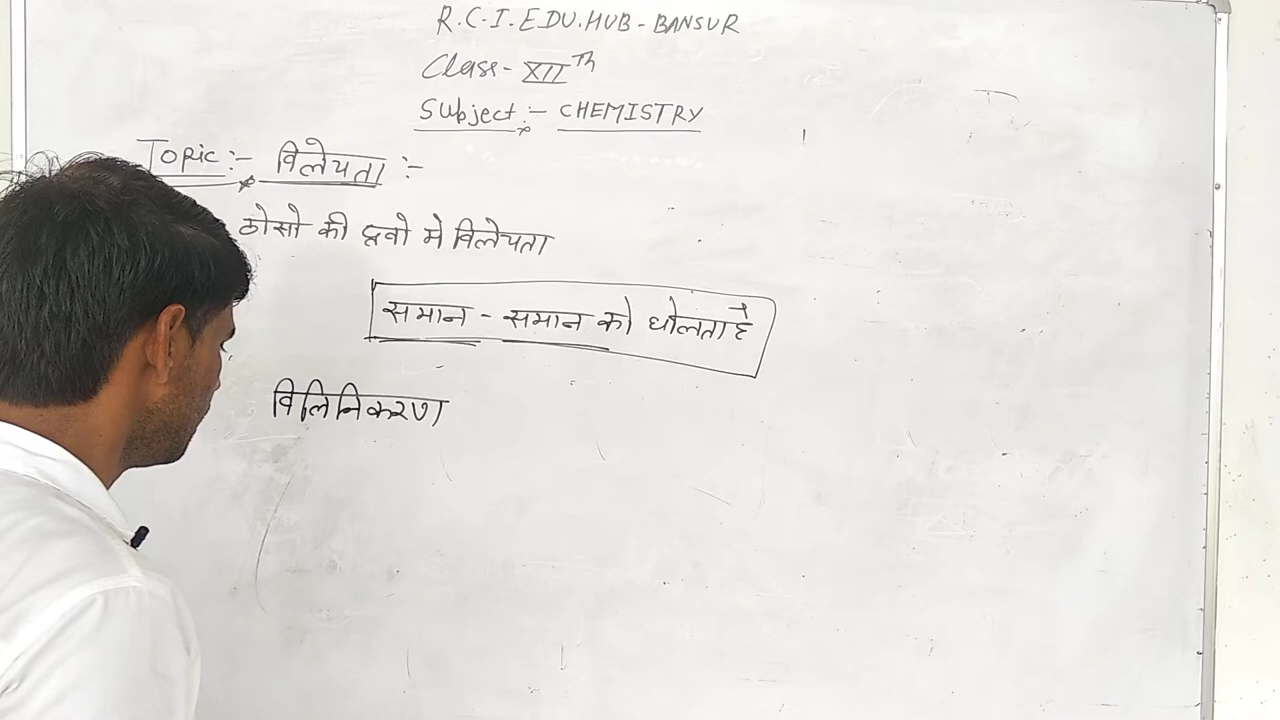 R.C.I.EDU.HUB-BANSUR
Class-XIITh
Subject:- CHEMISTRY
Topic:- विलेयता :-
ठोसो की द्रवो मे विलेयता
समान - समान को घोलता है
विलिनिकरण